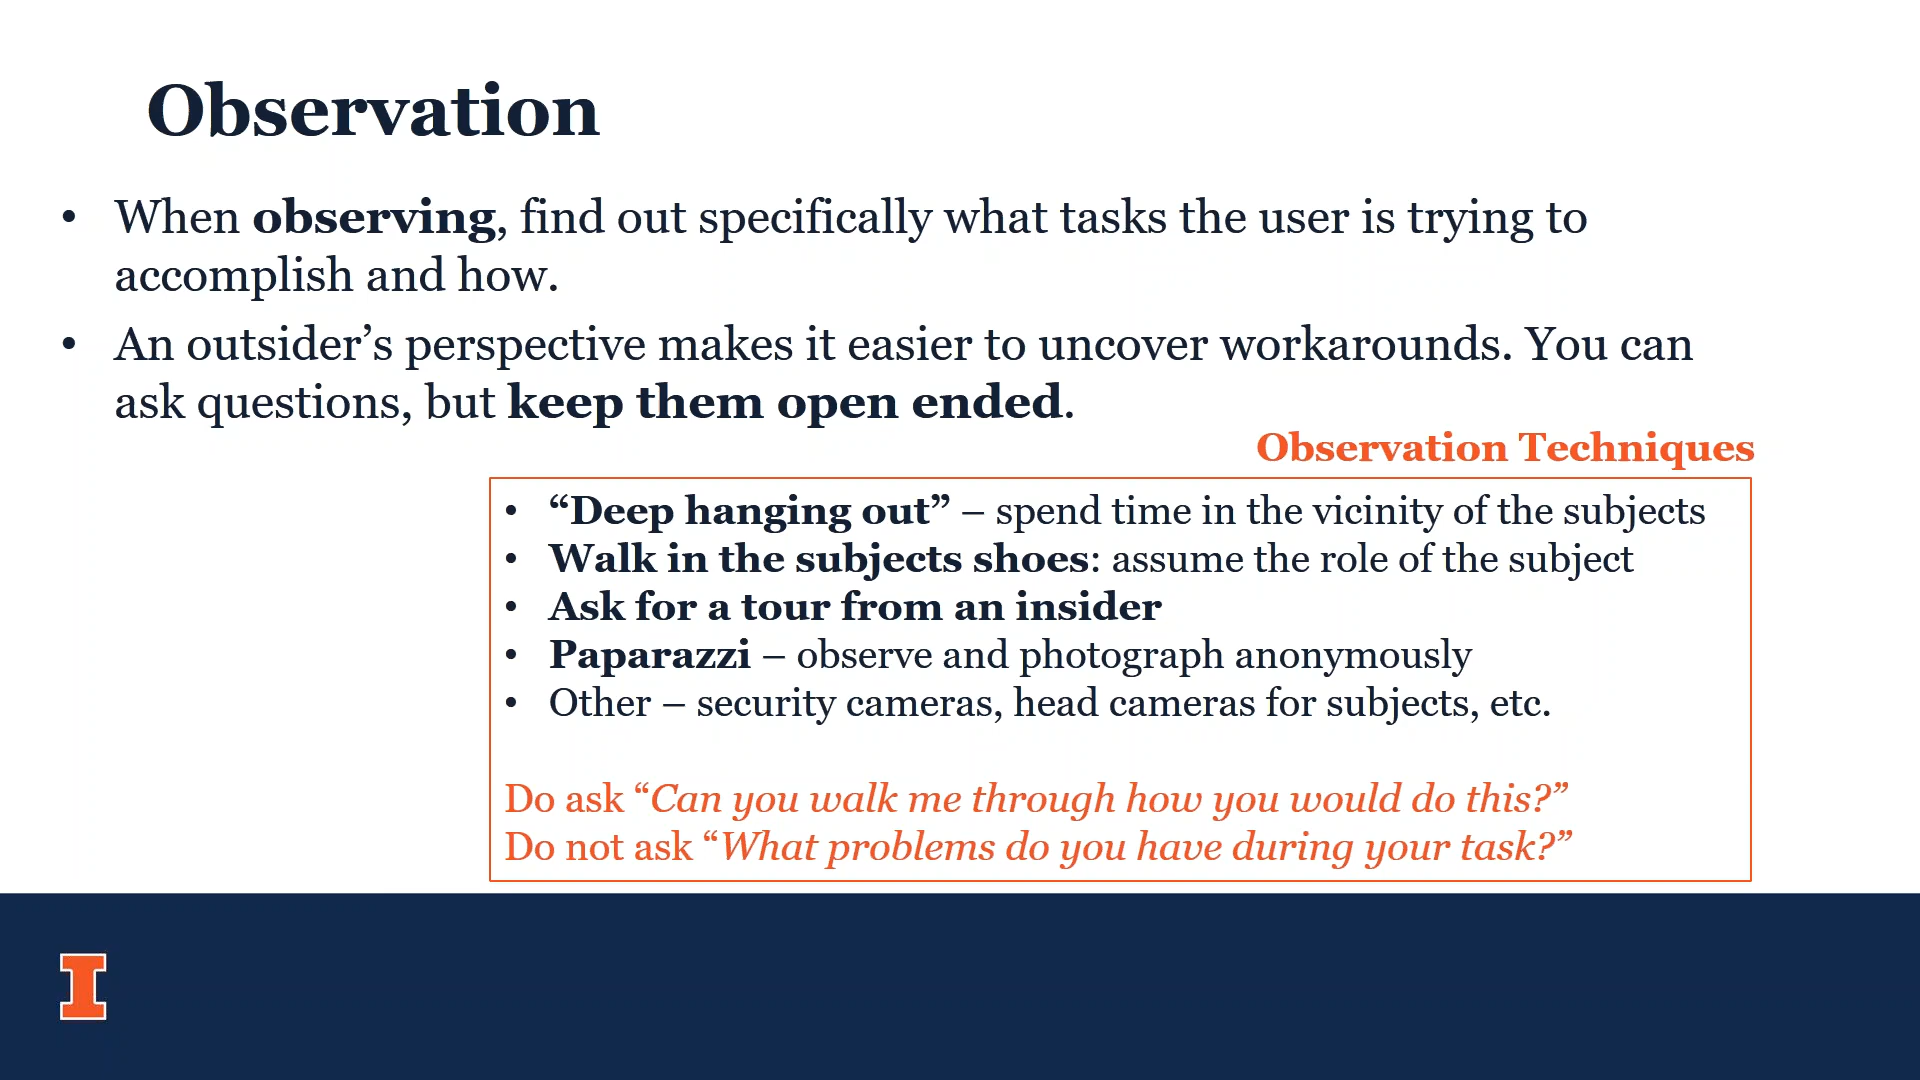 Observation
• When observing, find out specifically what tasks the user is trying to
accomplish and how.
• An outsider’s perspective makes it easier to uncover workarounds. You can
ask questions, but keep them open ended.
Observation Techniques
• “Deep hanging out” – spend time in the vicinity of the subjects
• Walk in the subjects shoes: assume the role of the subject
• Ask for a tour from an insider
• Paparazzi – observe and photograph anonymously
• Other – security cameras, head cameras for subjects, etc.
Do ask “Can you walk me through how you would do this?”
Do not ask “What problems do you have during your task?”
I